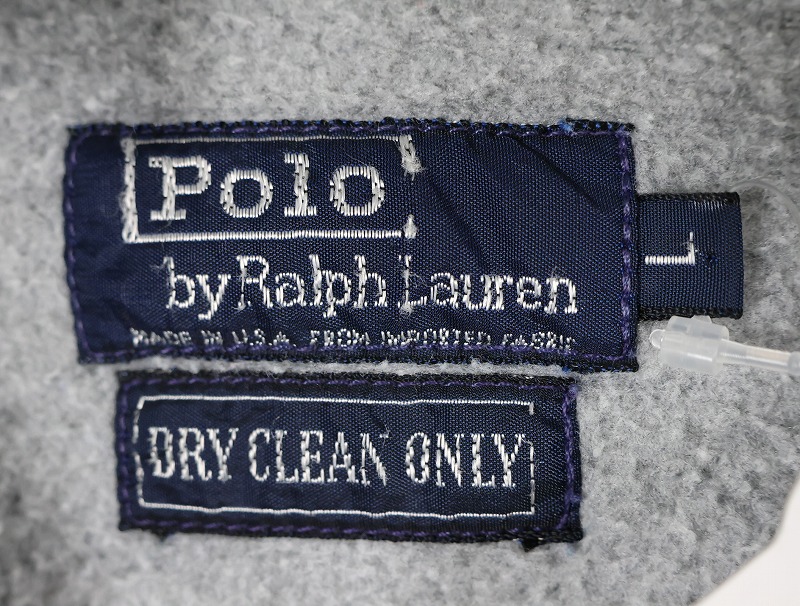 Polo
by Ralph Lauren
MADE IN U.S.A. FROM IMPORTED FABRIC
L
DRY CLEAN ONLY